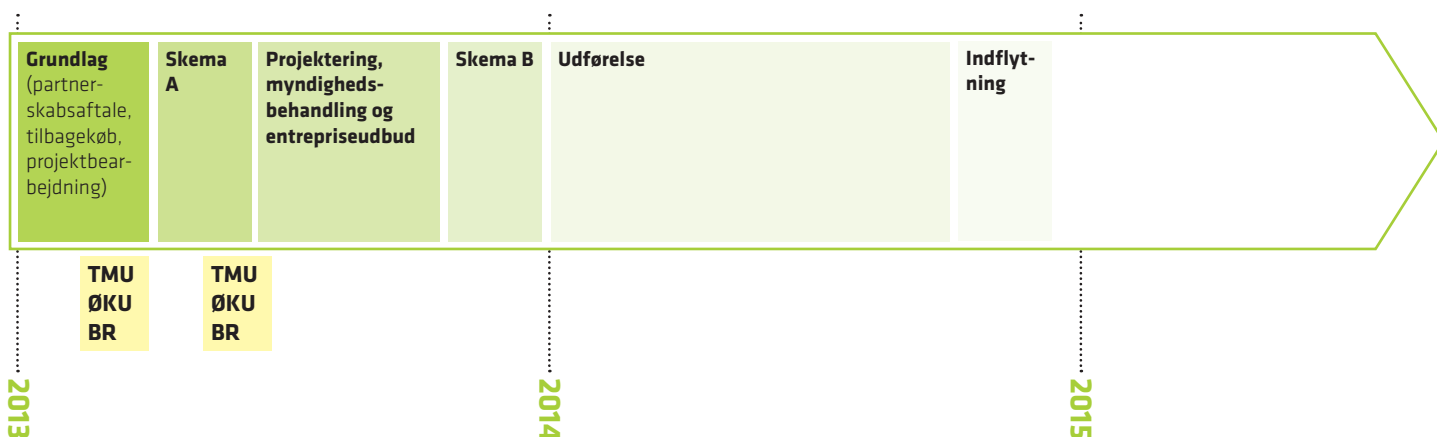 Grundlag
(partner-
skabsaftale,
tilbagekøb,
projektbear-
bejdning)
Skema
A
Projektering,
myndigheds-
behandling og
entrepriseudbud
Skema B
Udførelse
Indflyt-
ning
TMU
ØKU
BR
TMU
ØKU
BR
2013
2014
2015